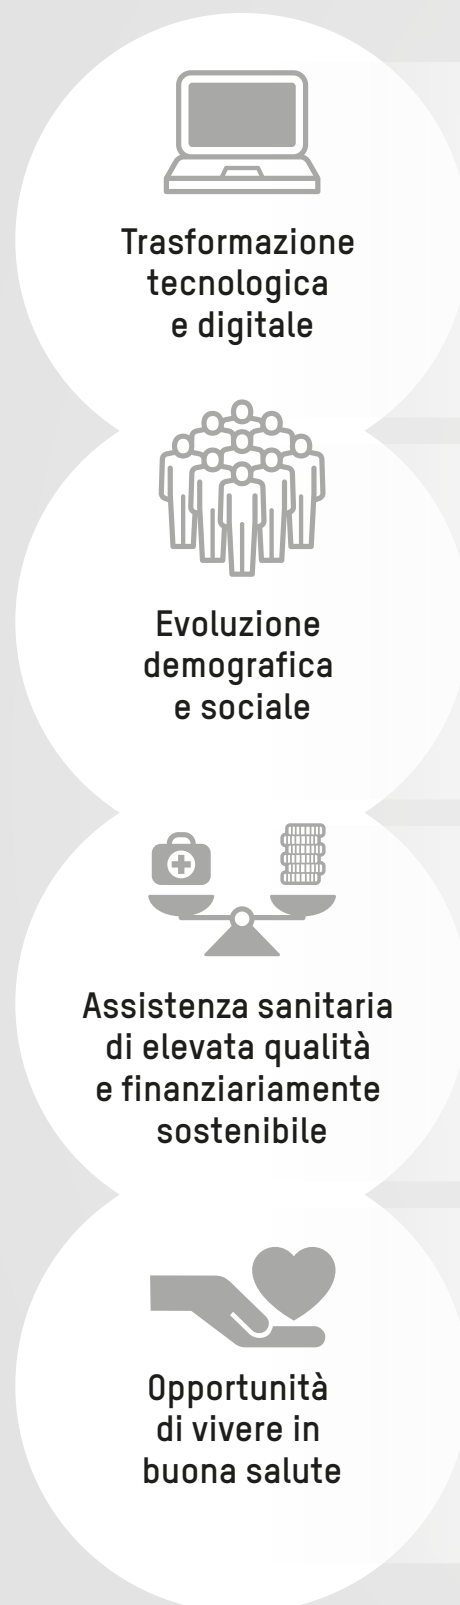 Trasformazione
tecnologica
e digitale
Evoluzione
demografica
e sociale
Assistenza sanitaria
di elevata qualità
e finanziariamente
sostenibile
Opportunità
di vivere in
buona salute